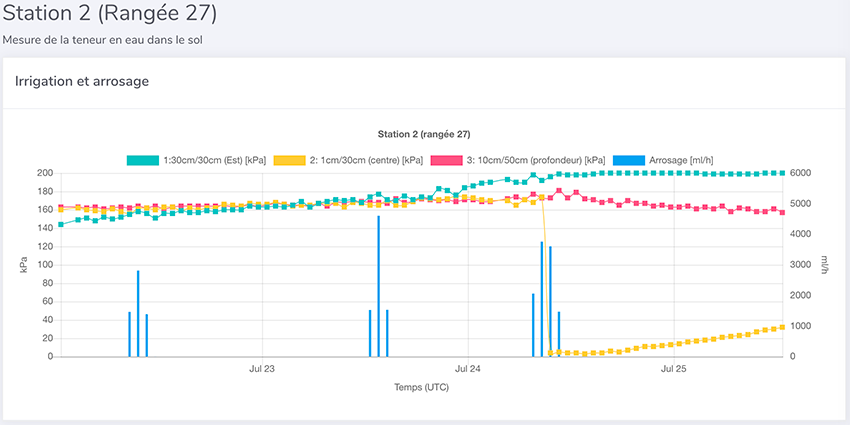 Station 2 (Rangée 27)
Mesure de la teneur en eau dans le sol
Irrigation et arrosage
Station 2 (rangée 27)
1:30cm/30cm (Est) [kPa] 2: 1cm/30cm (centre) [kPa] 3: 10cm/50cm (profondeur) [kPa] Arrosage [ml/h]
200 6000
180
160 5000
140
120 4000
100 3000
80
60 2000
40
20 1000
0 0
kPa
ml/h
Jul 23 Jul 24 Jul 25
Temps (UTC)